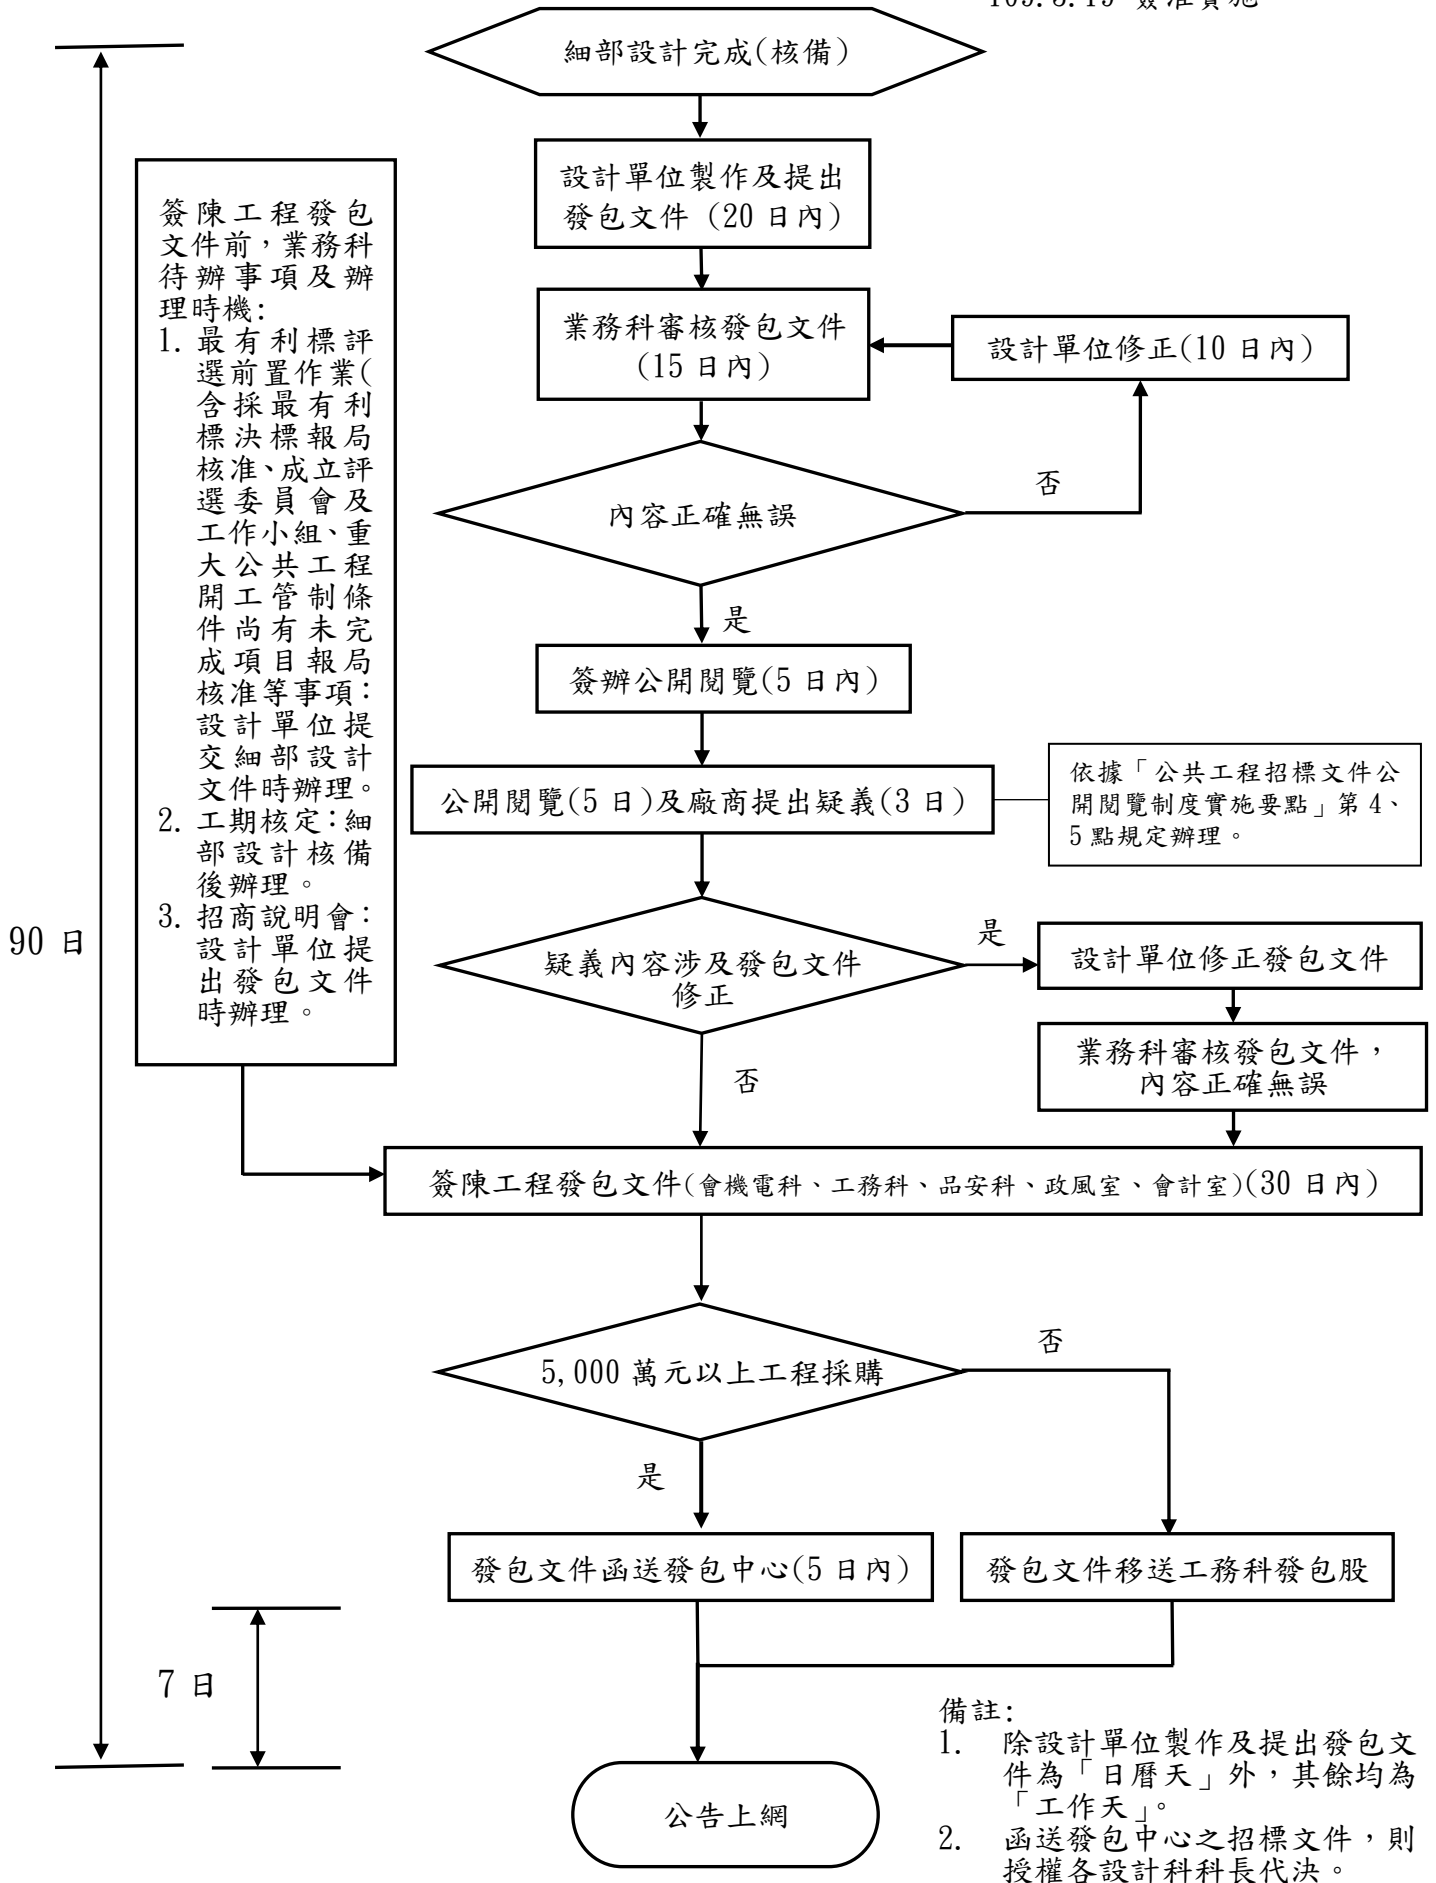 細部設計完成(核備)
設計單位製作及提出
發包文件 (20 日內)
簽陳工程發包
文件前，業務科
待辦事項及辦
理時機：
1. 最有利標評
選前置作業(
含採最有利
標決標報局
核准、成立評
選委員會及
工作小組、重
大公共工程
開工管制條
件尚有未完
成項目報局
核准等事項：
設計單位提
交細部設計
文件時辦理。
2. 工期核定：細
部設計核備
後辦理。
3. 招商說明會：
設計單位提
出發包文件
時辦理。
業務科審核發包文件
(15 日內)
設計單位修正(10 日內)
內容正確無誤
否
是
簽辦公開閱覽(5 日內)
公開閱覽(5 日)及廠商提出疑義(3 日)
依據「公共工程招標文件公
開閱覽制度實施要點」第 4、
5 點規定辦理。
90 日
疑義內容涉及發包文件
修正
是
設計單位修正發包文件
業務科審核發包文件，
內容正確無誤
否
簽陳工程發包文件(會機電科、工務科、品安科、政風室、會計室)(30 日內)
5,000 萬元以上工程採購
否
是
發包文件函送發包中心(5 日內)
發包文件移送工務科發包股
7 日
公告上網
備註：
1. 除設計單位製作及提出發包文
件為「日曆天」外，其餘均為
「工作天」。
2. 函送發包中心之招標文件，則
授權各設計科科長代決。